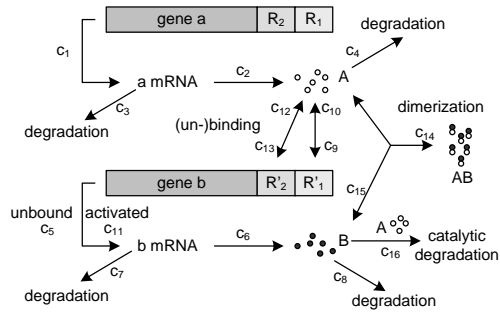 gene a R₂ R₁
degradation
c₁
c₂
c₄
a mRNA
A
c₃
c₁₂ c₁₀
degradation
(un-)binding
dimerization
c₁₃ c₉
c₁₄
AB
gene b R'₂ R'₁
c₁₅
unbound activated
c₅ c₁₁
b mRNA
c₆
B
A
c₁₆
catalytic
degradation
c₇
c₈
degradation
degradation